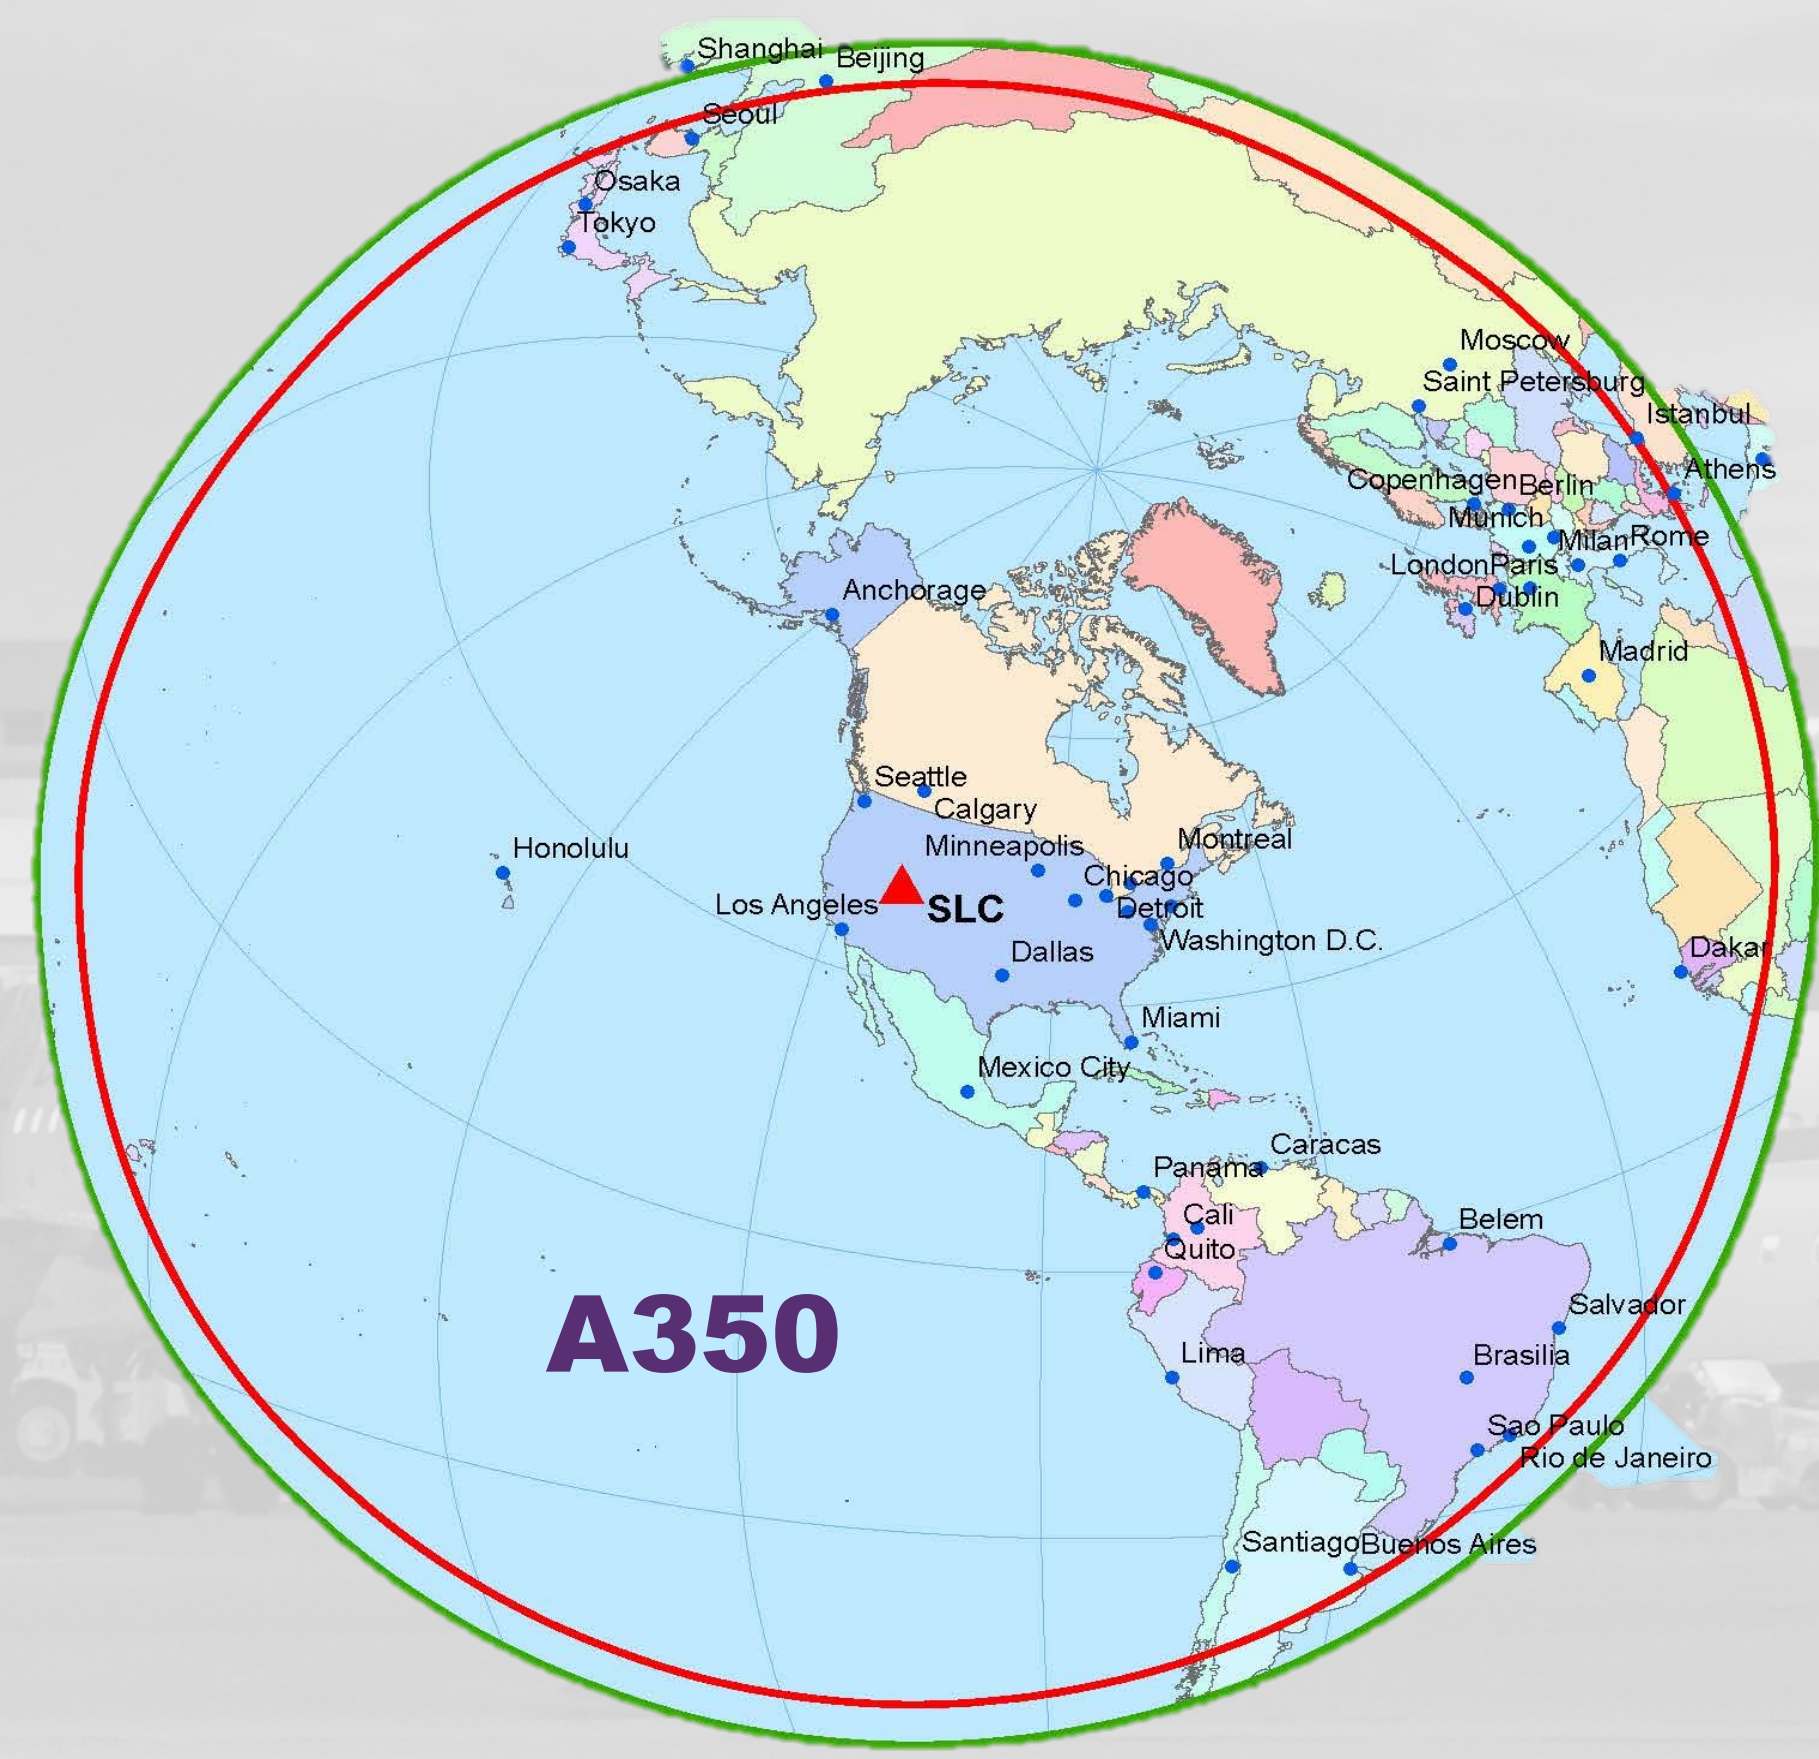 Shanghai
Beijing
Seoul
Osaka
Tokyo
Moscow
Saint Petersburg
Istanbul
Athens
Copenhagen
Berlin
Munich
Milan
Rome
London
Paris
Dublin
Anchorage
Madrid
Seattle
Calgary
Minneapolis
Montreal
Honolulu
Chicago
Los Angeles
SLC
Detroit
Washington D.C.
Dallas
Dakar
Miami
Mexico City
Caracas
Panama
Cali
Belem
Quito
Salvador
A350
Lima
Brasilia
Sao Paulo
Rio de Janeiro
Santiago
Buenos Aires